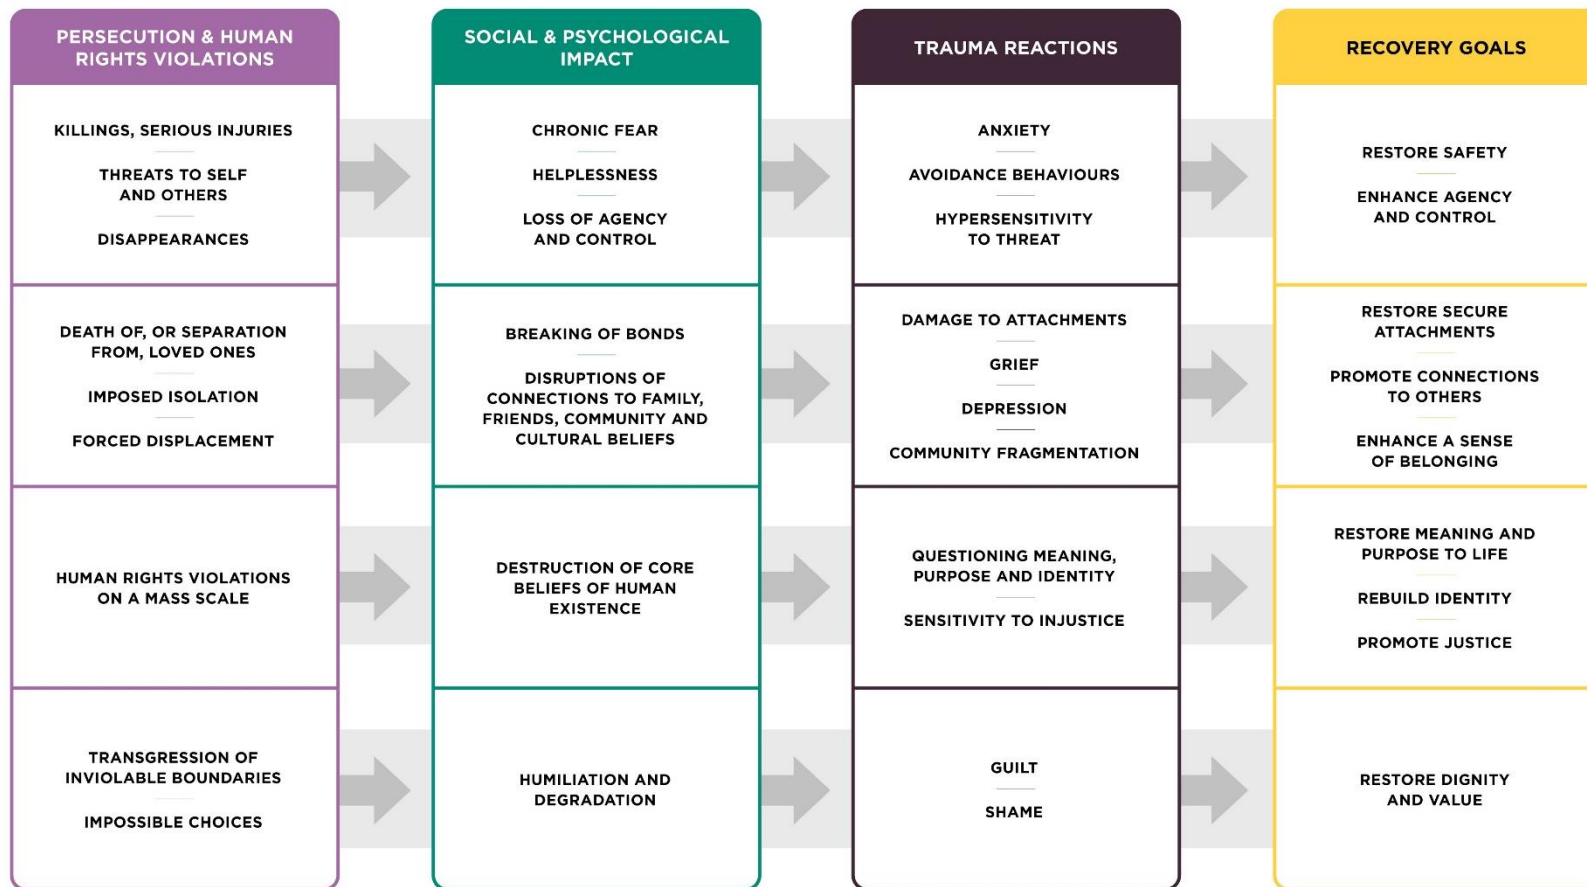 PERSECUTION & HUMAN
RIGHTS VIOLATIONS
KILLINGS, SERIOUS INJURIES
THREATS TO SELF
AND OTHERS
DISAPPEARANCES
DEATH OF, OR SEPARATION
FROM, LOVED ONES
IMPOSED ISOLATION
FORCED DISPLACEMENT
HUMAN RIGHTS VIOLATIONS
ON A MASS SCALE
TRANSGRESSION OF
INVIOLABLE BOUNDARIES
IMPOSSIBLE CHOICES
SOCIAL & PSYCHOLOGICAL
IMPACT
CHRONIC FEAR
HELPLESSNESS
LOSS OF AGENCY
AND CONTROL
BREAKING OF BONDS
DISRUPTIONS OF
CONNECTIONS TO FAMILY,
FRIENDS, COMMUNITY AND
CULTURAL BELIEFS
DESTRUCTION OF CORE
BELIEFS OF HUMAN
EXISTENCE
HUMILIATION AND
DEGRADATION
TRAUMA REACTIONS
ANXIETY
AVOIDANCE BEHAVIOURS
HYPERSENSITIVITY
TO THREAT
DAMAGE TO ATTACHMENTS
GRIEF
DEPRESSION
COMMUNITY FRAGMENTATION
QUESTIONING MEANING,
PURPOSE AND IDENTITY
SENSITIVITY TO INJUSTICE
GUILT
SHAME
RECOVERY GOALS
RESTORE SAFETY
ENHANCE AGENCY
AND CONTROL
RESTORE SECURE
ATTACHMENTS
PROMOTE CONNECTIONS
TO OTHERS
ENHANCE A SENSE
OF BELONGING
RESTORE MEANING AND
PURPOSE TO LIFE
REBUILD IDENTITY
PROMOTE JUSTICE
RESTORE DIGNITY
AND VALUE